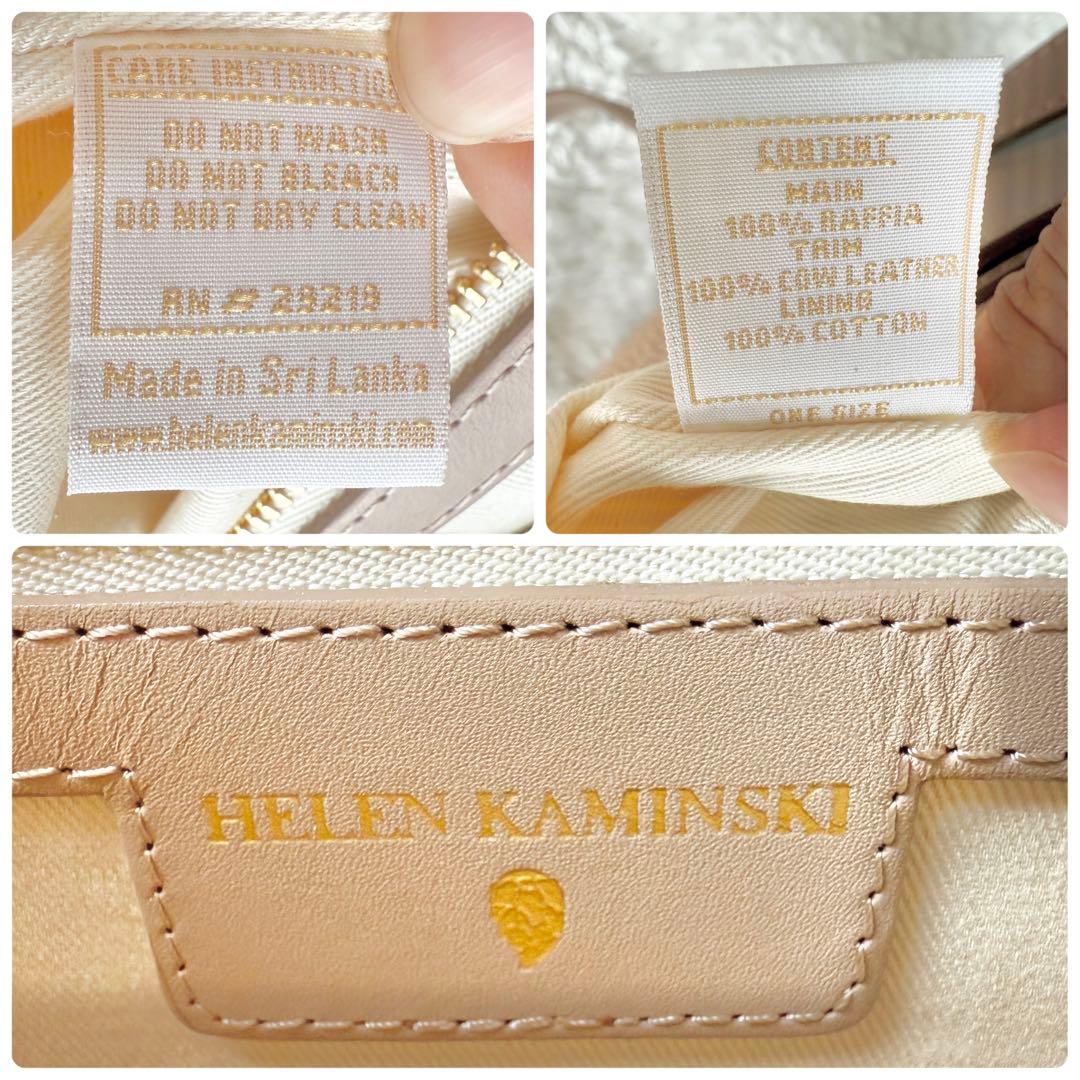 CARE INSTRUCTION
DO NOT WASH
DO NOT BLEACH
DO NOT DRY CLEAN
RN # 29219
Made in Sri Lanka
www.helenkaminski.com
CONTENT
MAIN
100% RAFFIA
TRIM
100% COW LEATHER
LINING
100% COTTON
ONE SIZE
HELEN KAMINSKI